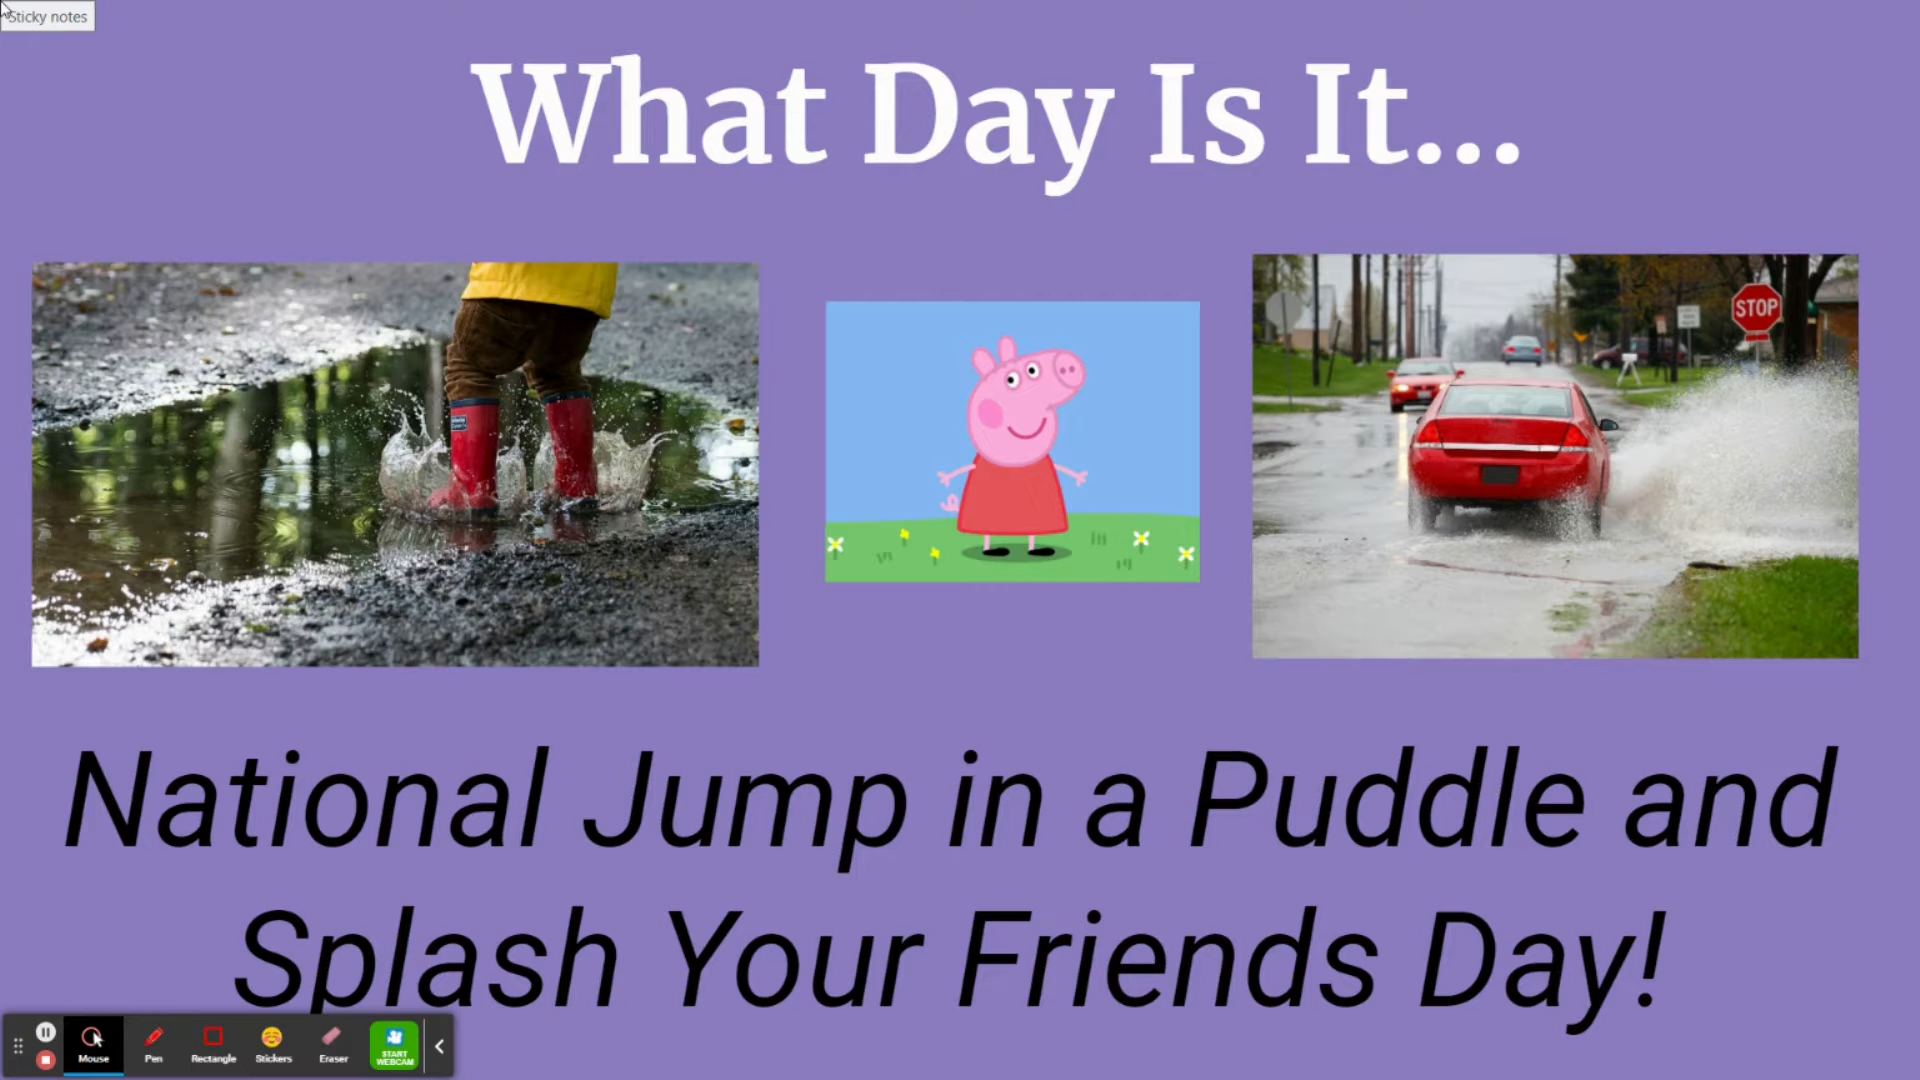 Sticky notes
What Day Is It...
STOP
National Jump in a Puddle and
Splash Your Friends Day!
Mouse
Pen
Rectangle
Stickers
Eraser
START
WEBCAM